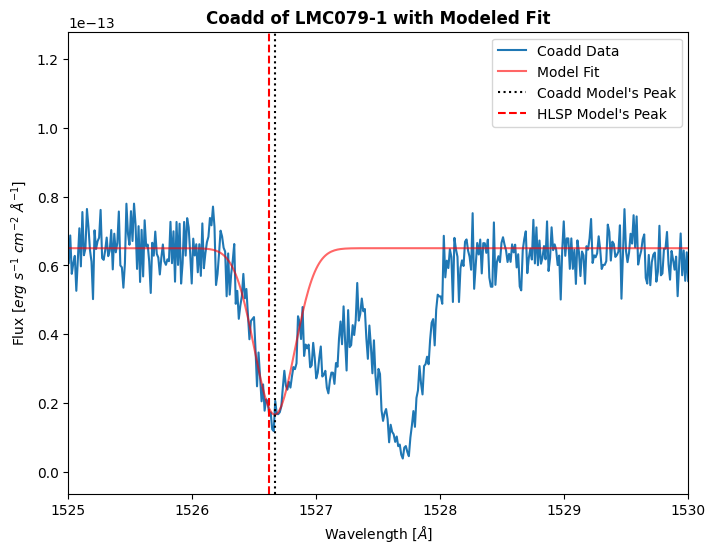 Coadd of LMC079-1 with Modeled Fit
1e−13
Coadd Data
Model Fit
Coadd Model's Peak
HLSP Model's Peak
1.2
1.0
0.8
0.6
0.4
0.2
0.0
Flux [erg s⁻¹ cm⁻² Å⁻¹]
1525 1526 1527 1528 1529 1530
Wavelength [Å]